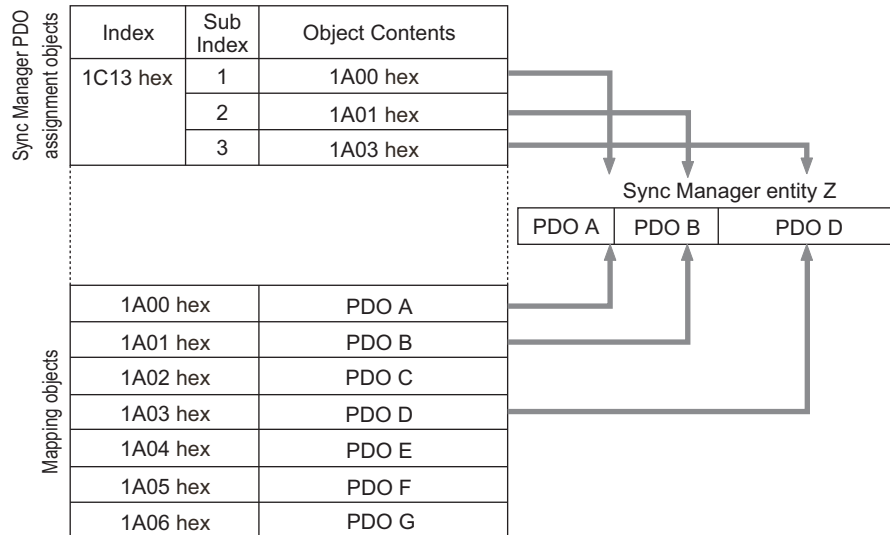 Sync Manager PDO
assignment objects
Index Sub Index Object Contents
1C13 hex 1 1A00 hex
2 1A01 hex
3 1A03 hex
Sync Manager entity Z
PDO A PDO B PDO D
Mapping objects
1A00 hex PDO A
1A01 hex PDO B
1A02 hex PDO C
1A03 hex PDO D
1A04 hex PDO E
1A05 hex PDO F
1A06 hex PDO G